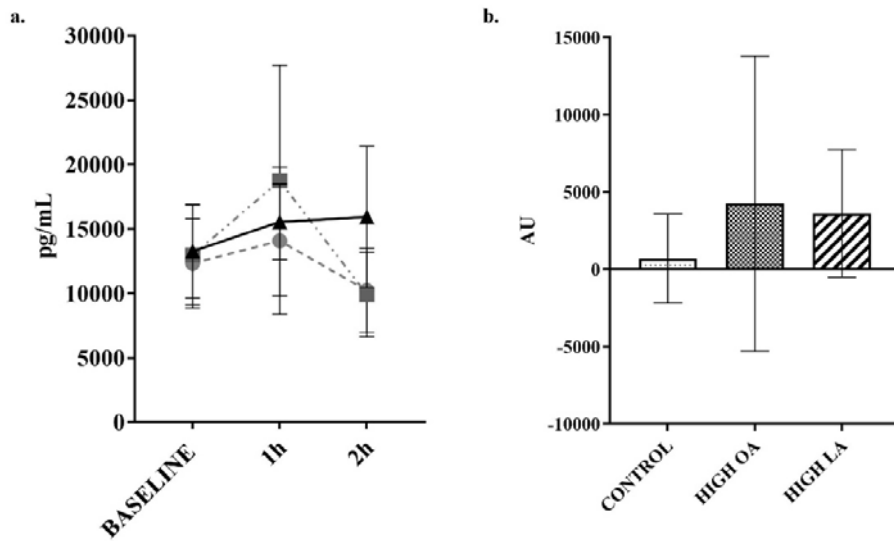 a.
30000
25000
20000
15000
10000
5000
0
pg/mL
BASELINE
1h
2h
b.
15000
10000
5000
0
-5000
-10000
AU
CONTROL
HIGH OA
HIGH LA